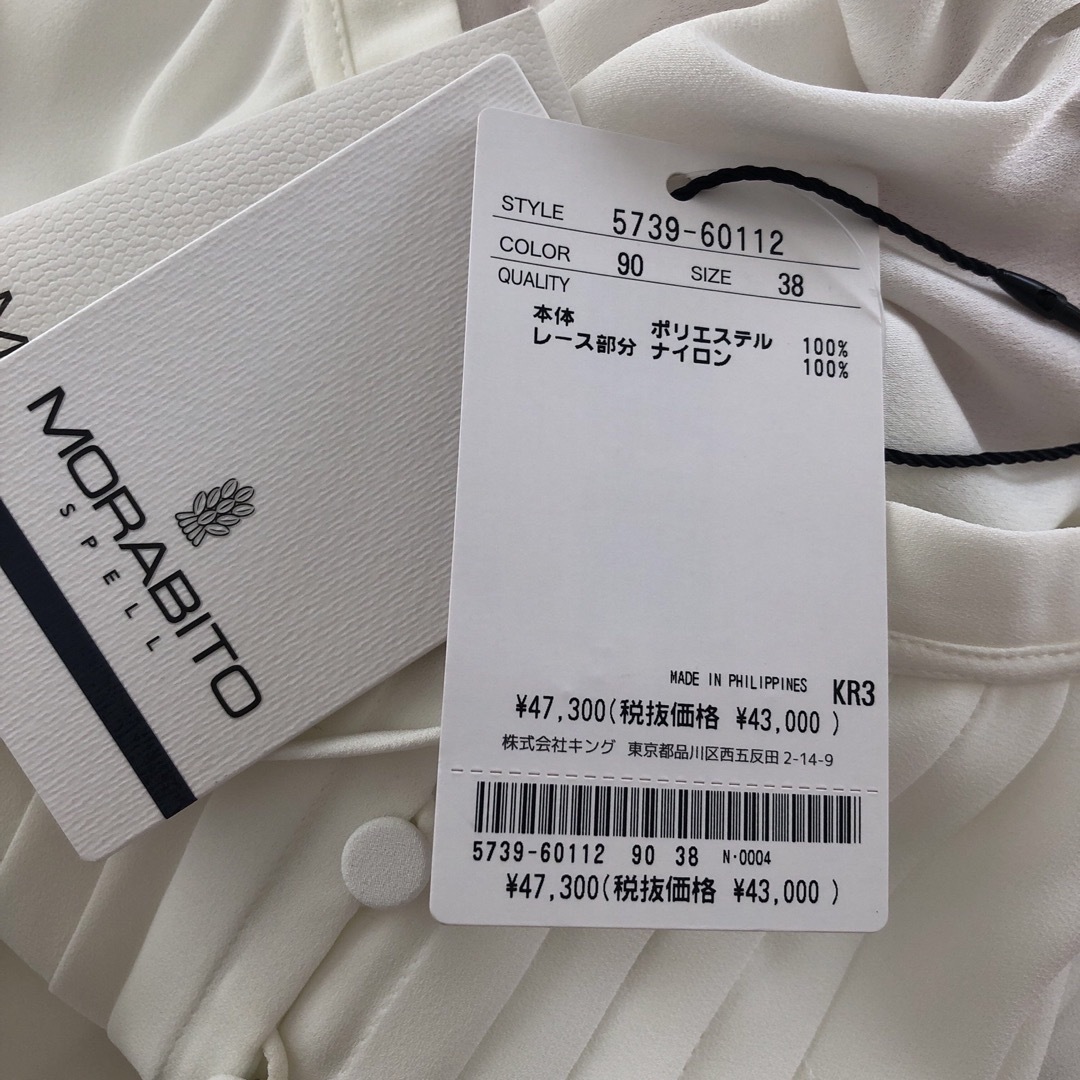 MORABITO
SPELL
STYLE 5739-60112
COLOR 90 SIZE 38
QUALITY
本体 ポリエステル 100%
レース部分 ナイロン 100%
MADE IN PHILIPPINES KR3
¥47,300(税抜価格 ¥43,000 )
株式会社キング 東京都品川区西五反田2-14-9
5739-60112 90 38 N·0004
¥47,300(税抜価格 ¥43,000 )